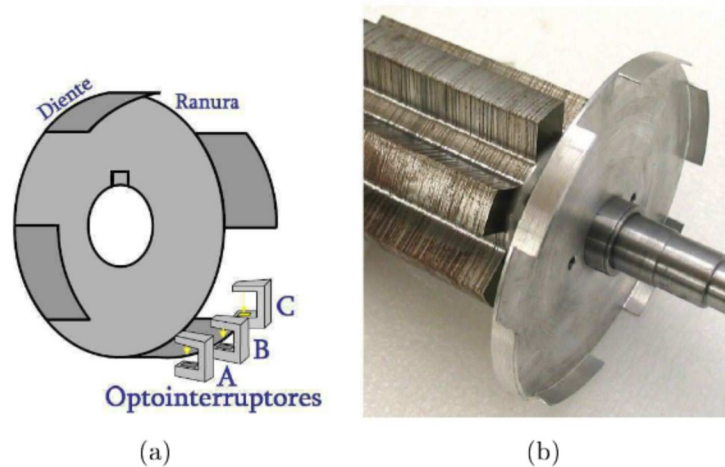 Diente
Ranura
C
B
A
Optointerruptores
(a)
(b)